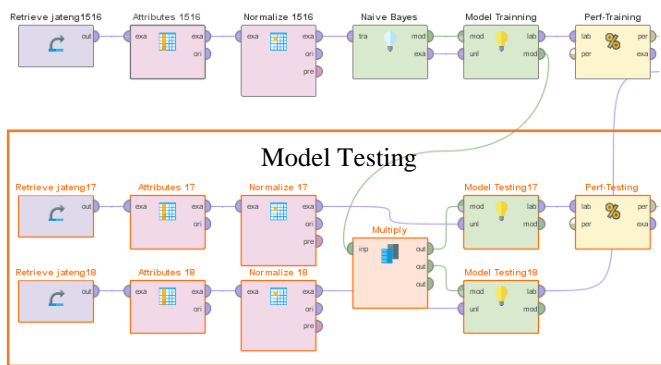 Retrieve jateng1516
Attributes 1516
Normalize 1516
Naive Bayes
Model Trainning
Perf-Training
out
exa
exa
ori
exa
exa
ori
pre
tra
mod
exa
mod
lab
unl
mod
lab
per
per
exa
Model Testing
Retrieve jateng17
Attributes 17
Normalize 17
Model Testing17
Perf-Testing
out
exa
exa
ori
exa
exa
ori
pre
mod
lab
unl
mod
lab
per
per
exa
Multiply
inp
out
out
out
Retrieve jateng18
Attributes 18
Normalize 18
Model Testing18
out
exa
exa
ori
exa
exa
ori
pre
mod
lab
unl
mod